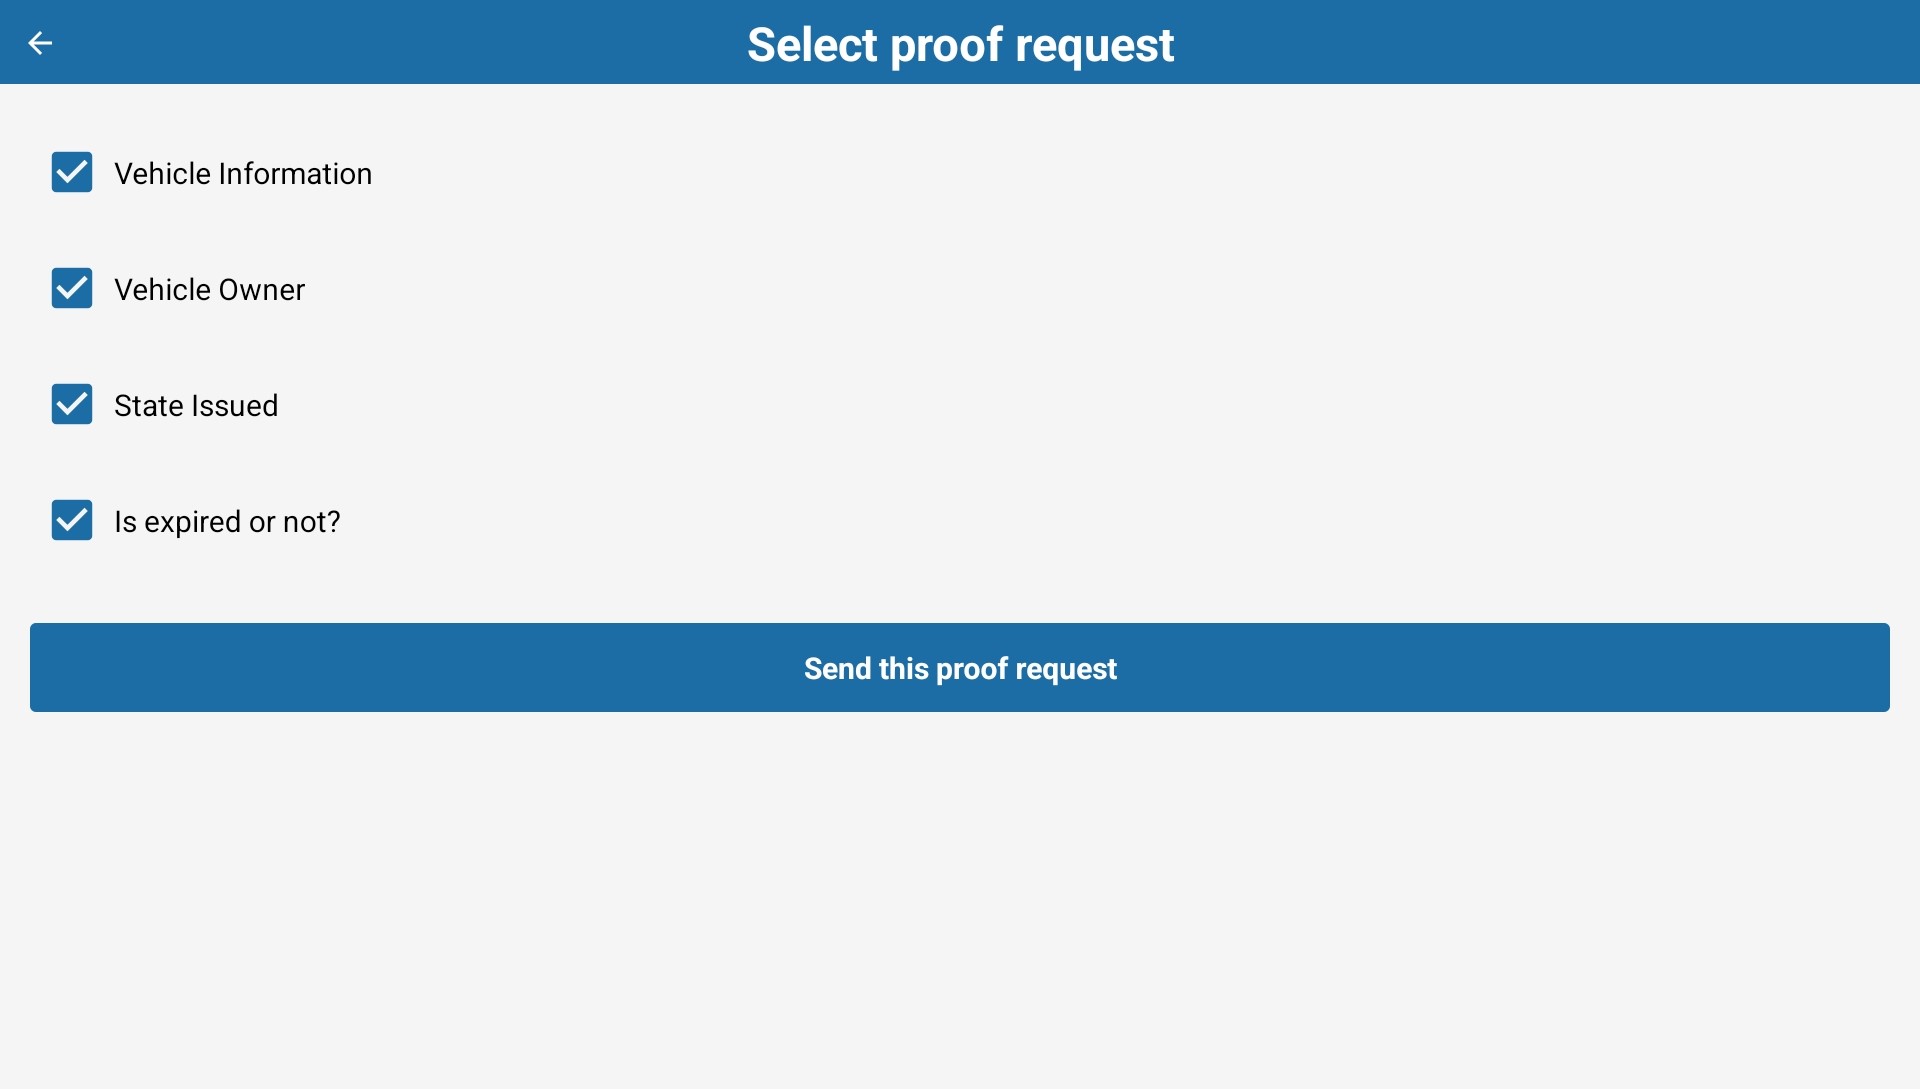 Select proof request
Vehicle Information
Vehicle Owner
State Issued
Is expired or not?
Send this proof request